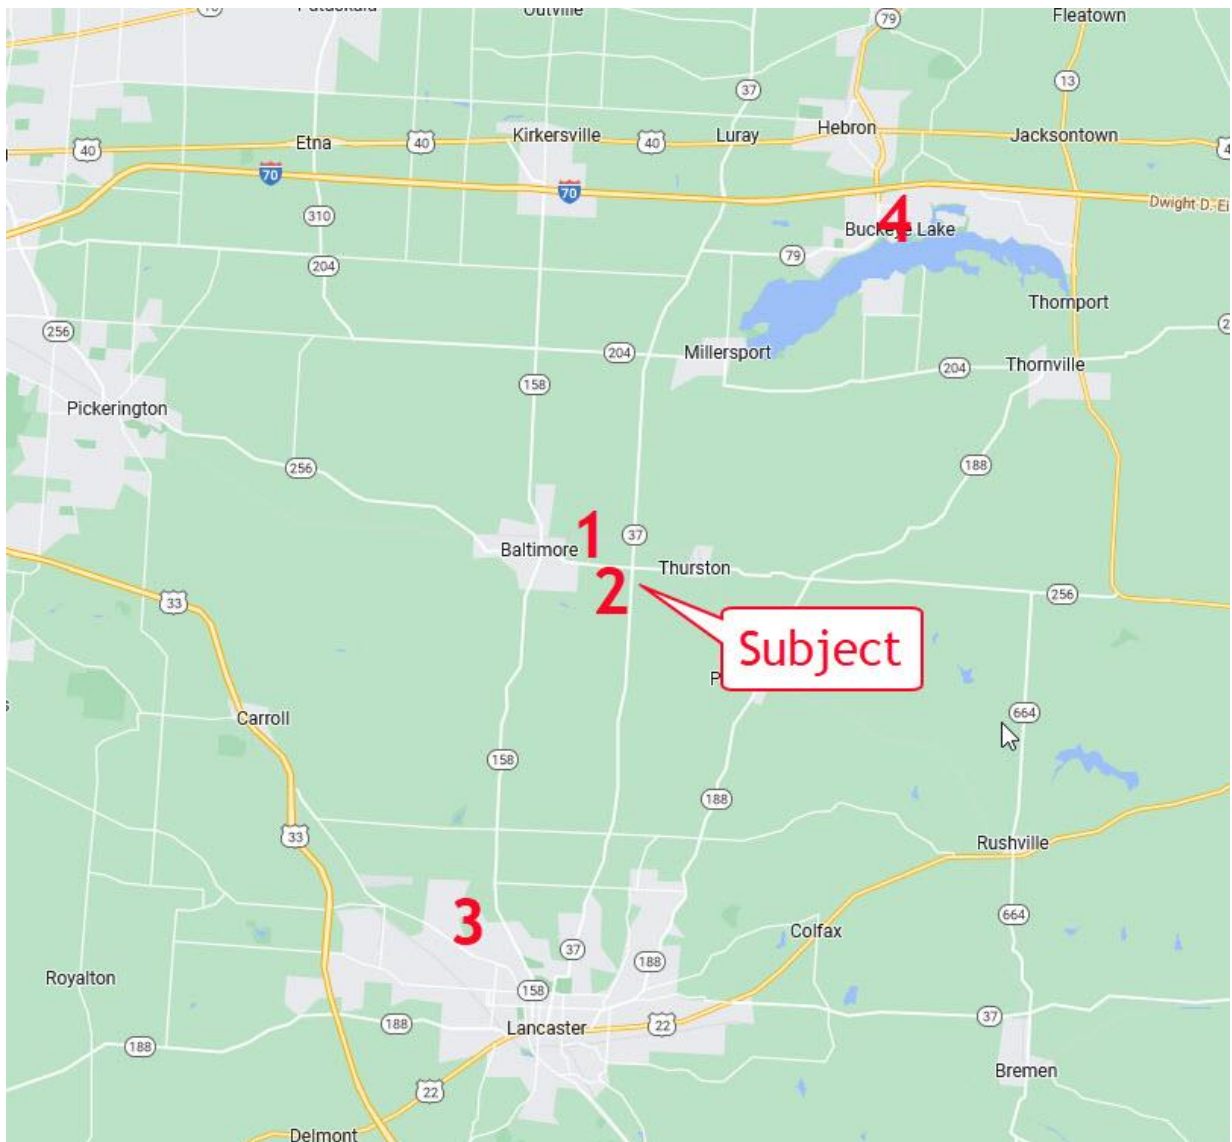 Outville
79
Fleatown
37
13
Hebron
Etna
40
40
Kirkersville
40
Luray
Jacksontown
70
70
Dwight D. Ei
310
4
Buckeye Lake
204
79
Thornport
256
204
Millersport
204
Thornville
158
Pickerington
256
188
1
37
Baltimore
Thurston
2
256
33
Subject
P
664
Carroll
158
188
33
Rushville
3
664
Colfax
37
188
Royalton
158
188
Lancaster
22
37
188
Bremen
22
Delmont